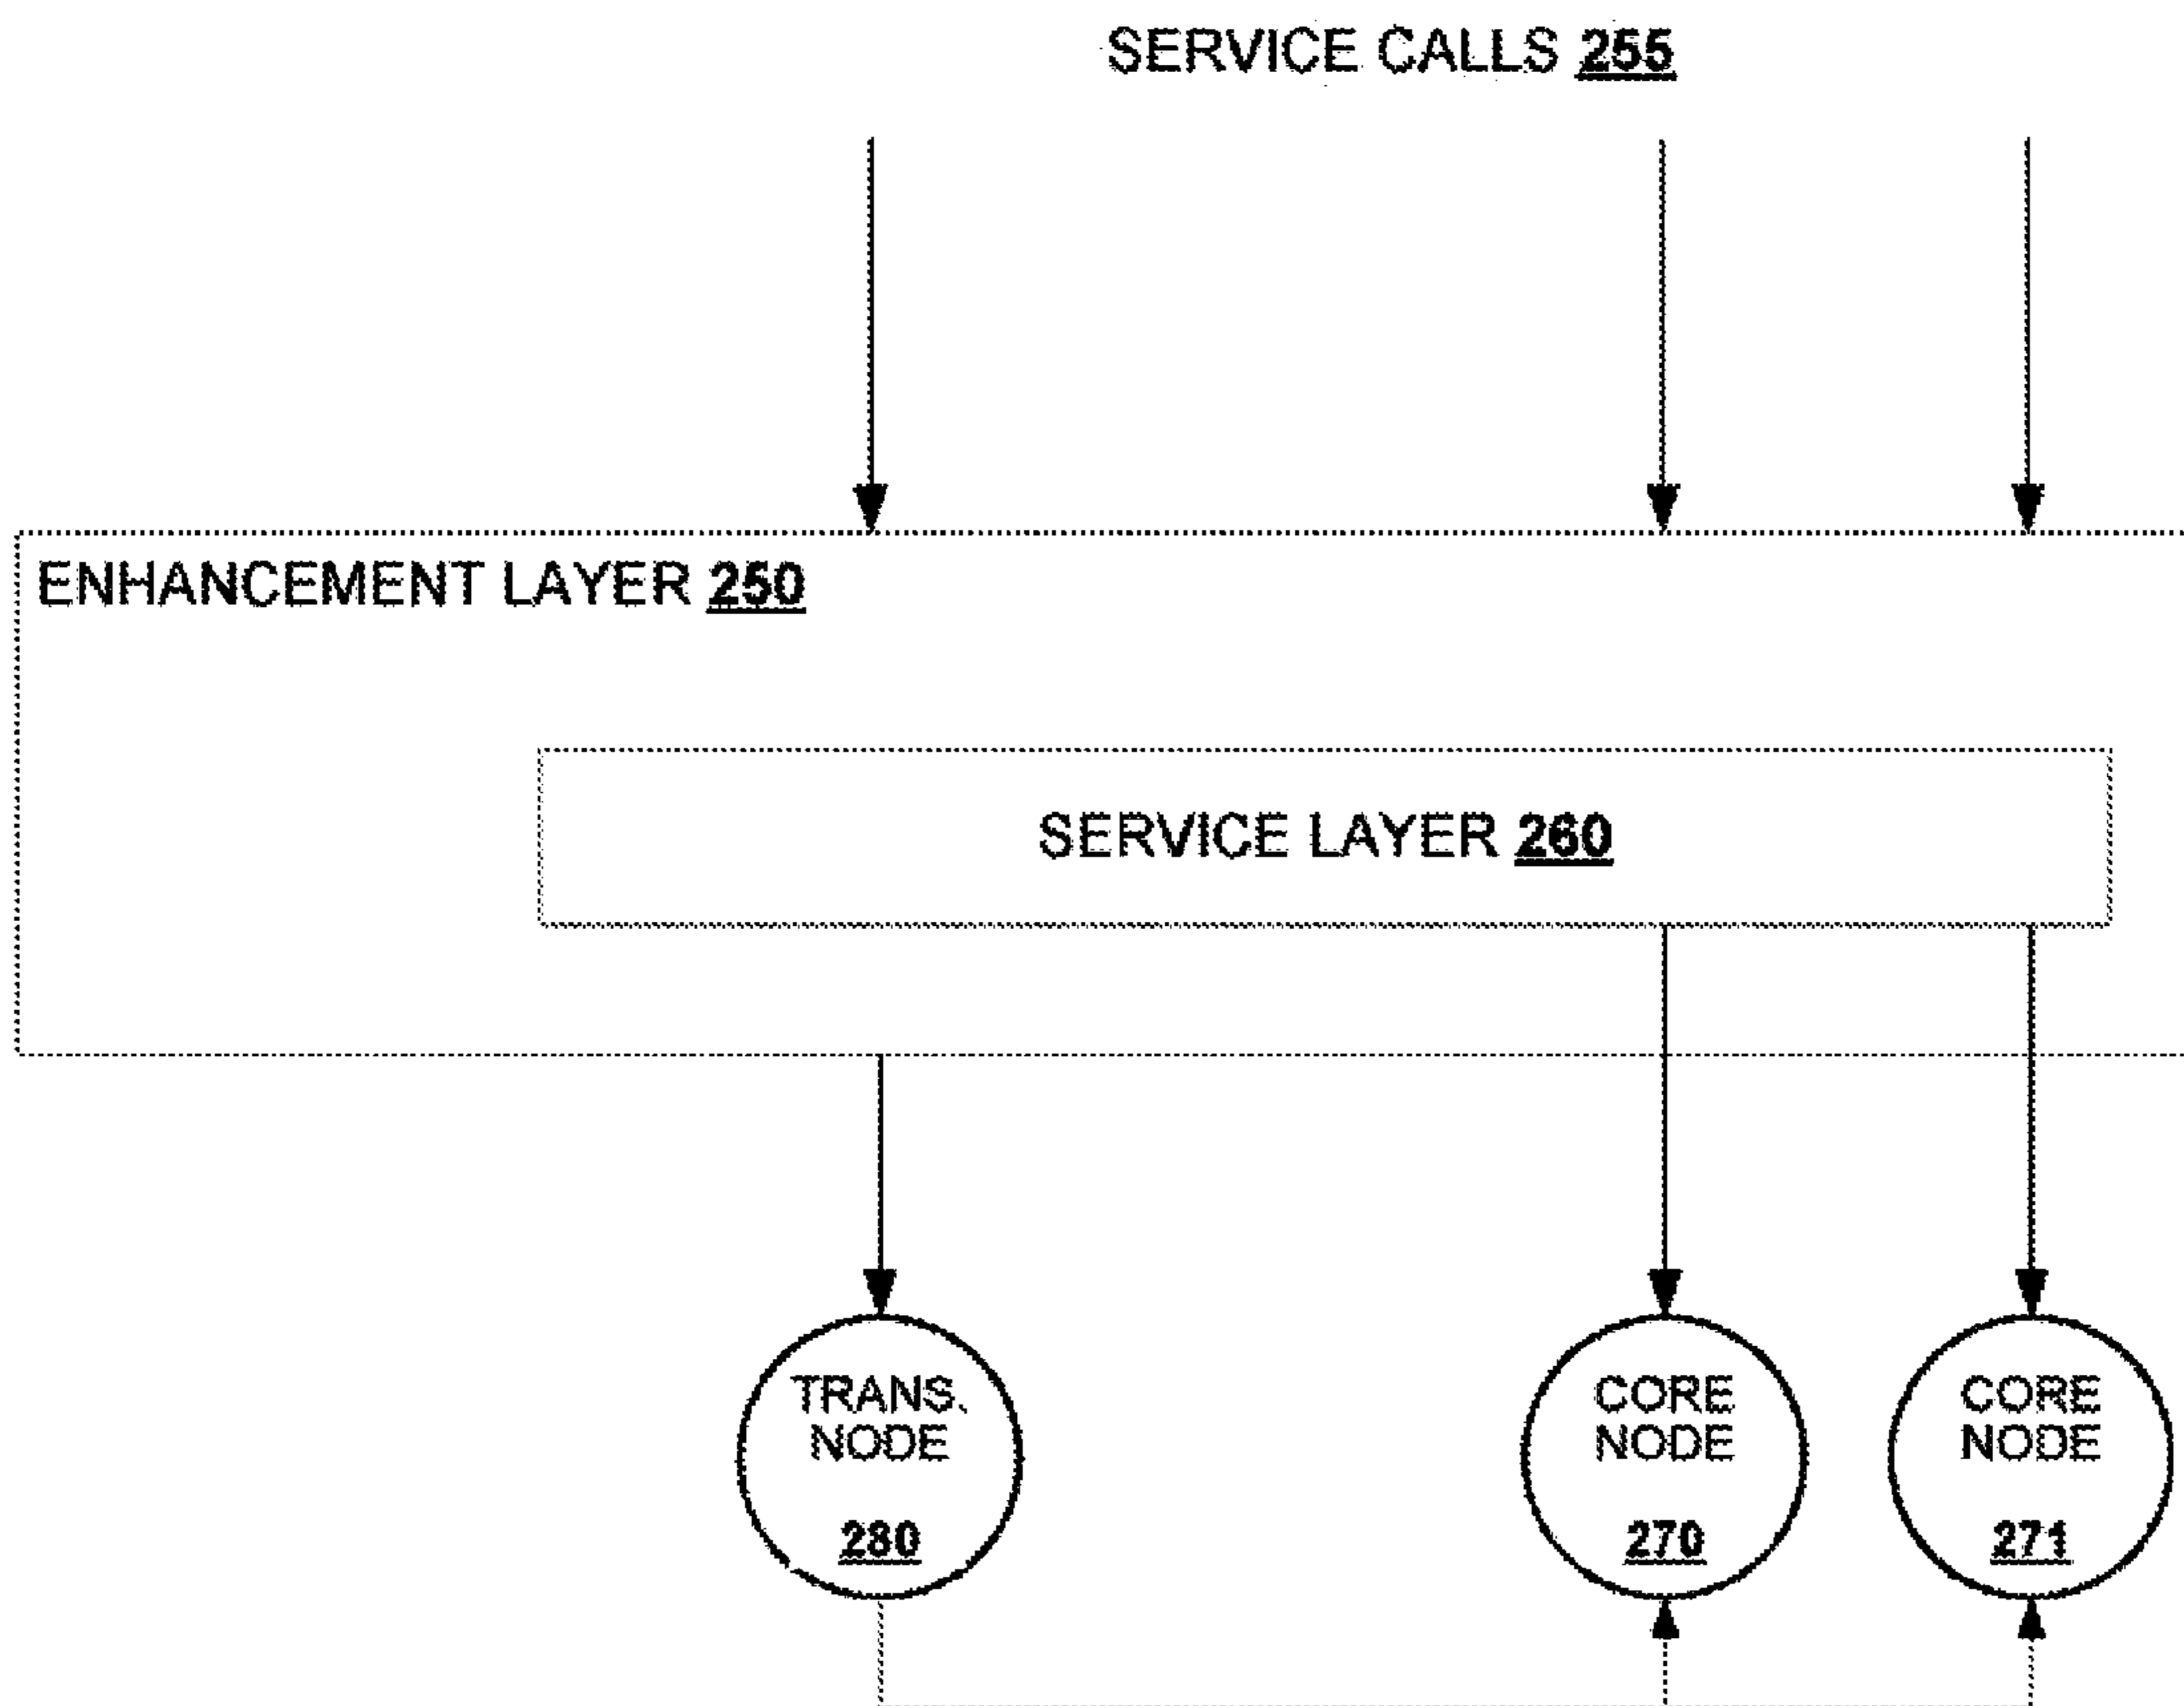 SERVICE CALLS 255
ENHANCEMENT LAYER 250
SERVICE LAYER 260
TRANS.
NODE
280
CORE
NODE
270
CORE
NODE
271